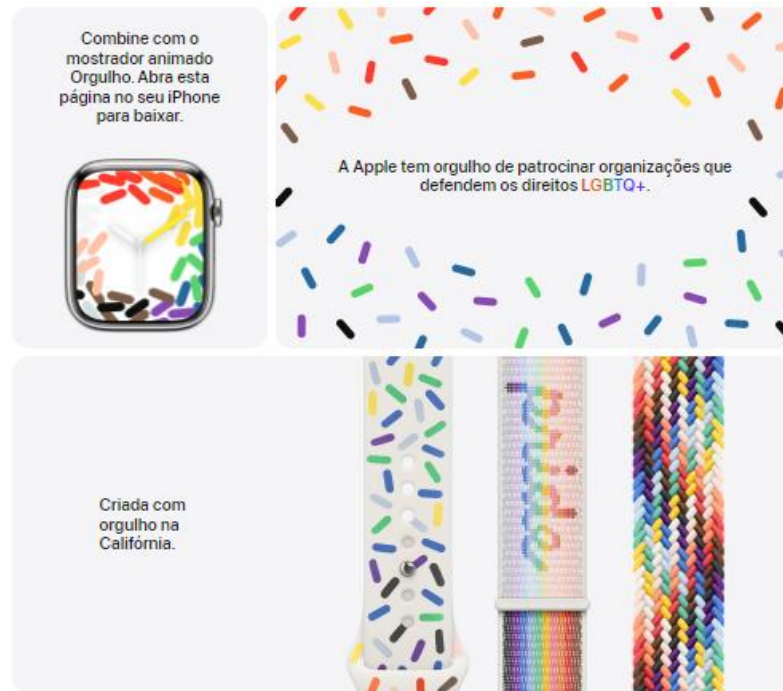 Combine com o
mostrador animado
Orgulho. Abra esta
página no seu iPhone
para baixar.
A Apple tem orgulho de patrocinar organizações que
defendem os direitos LGBTQ+.
Criada com
orgulho na
Califórnia.
pride